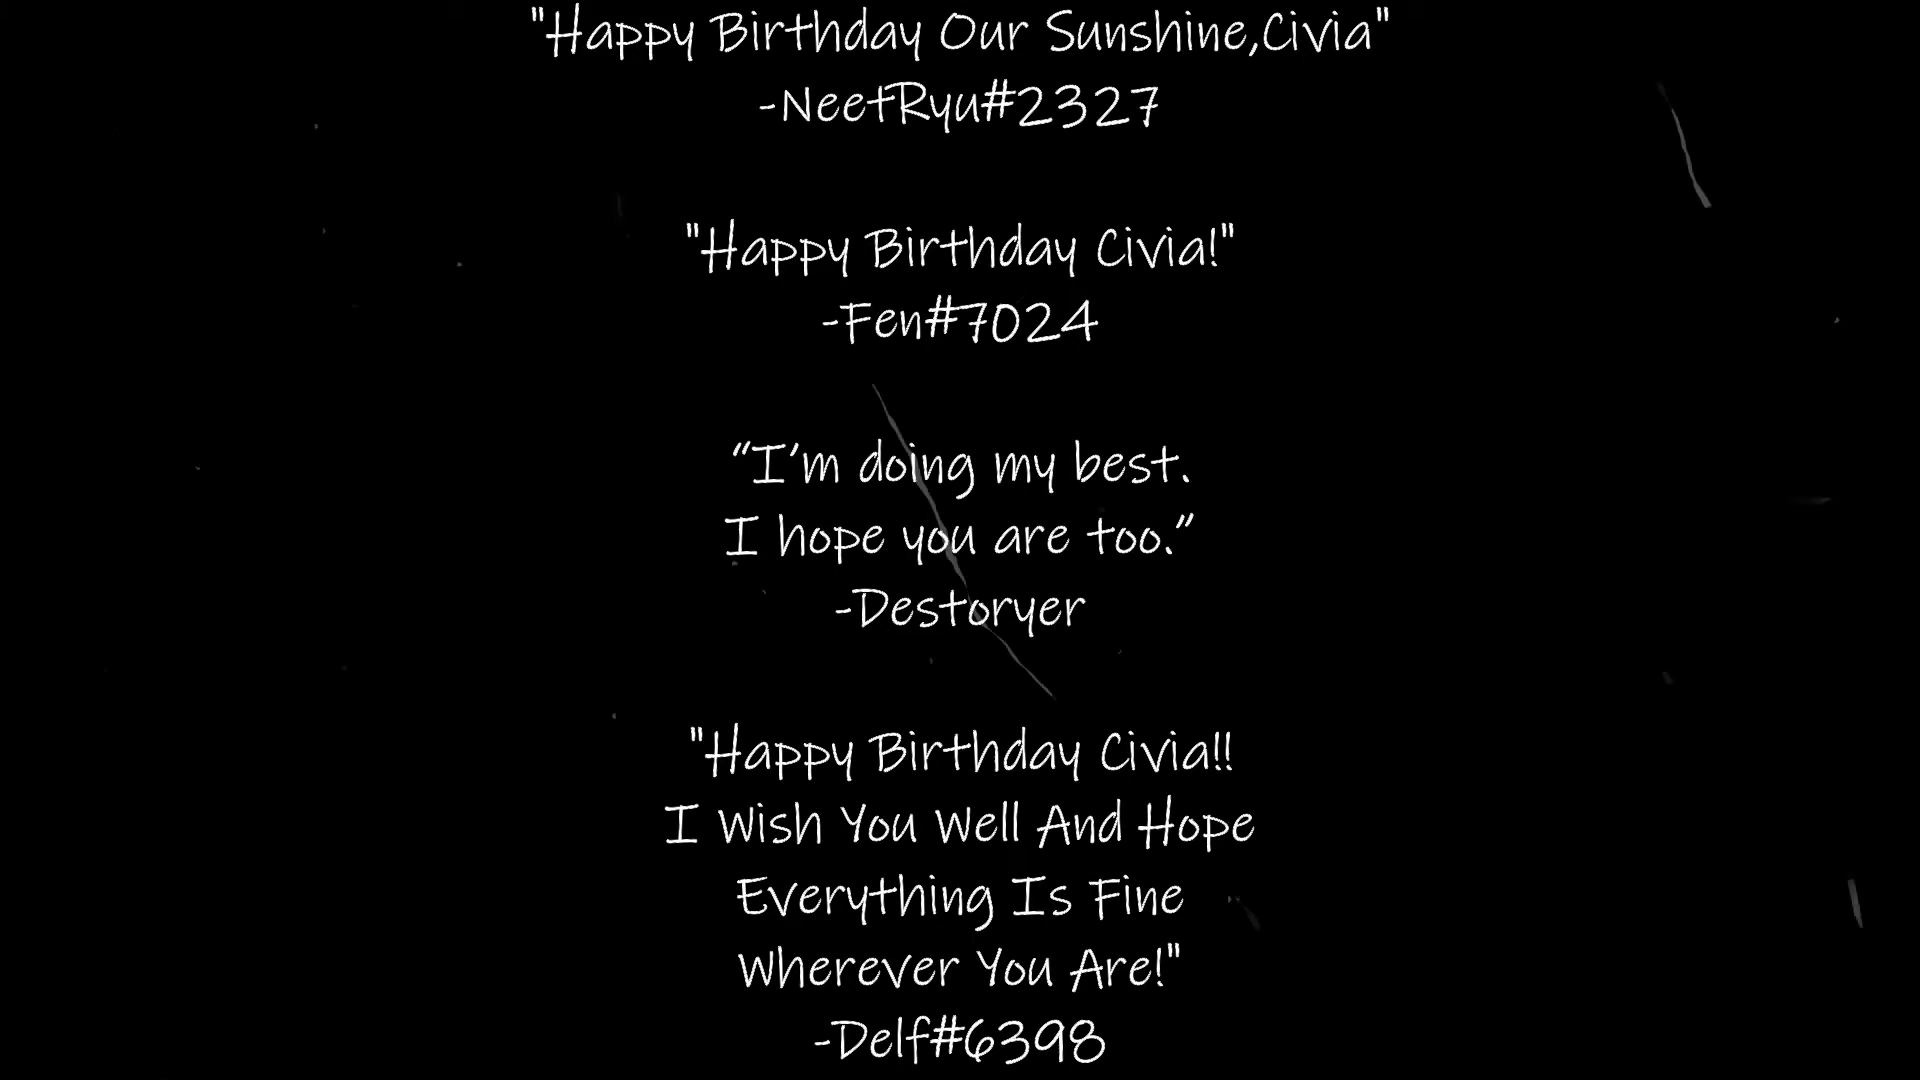 "Happy Birthday Our Sunshine,Civia"
-NeetRyu#2327
"Happy Birthday Civia!"
-Fen#7024
“I’m doing my best.
I hope you are too.”
-Destoryer
"Happy Birthday Civia!!
I Wish You Well And Hope
Everything Is Fine
Wherever You Are!"
-Delf#6398